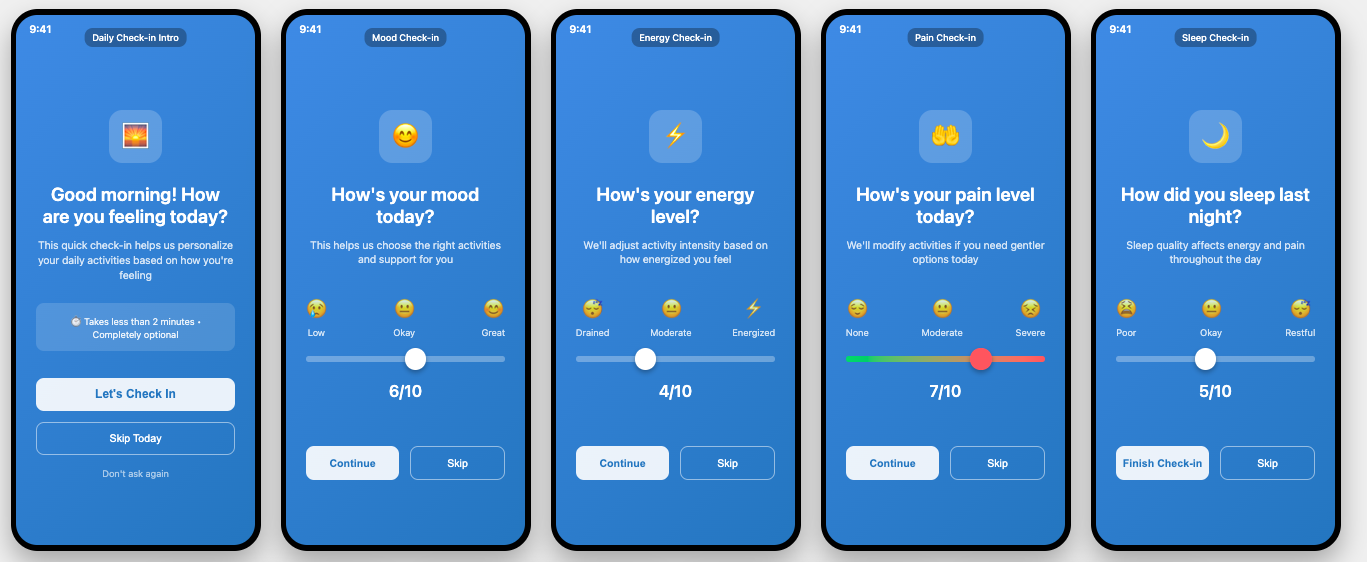 9:41
Daily Check-in Intro
Good morning! How
are you feeling today?
This quick check-in helps us personalize
your daily activities based on how you're
feeling
Takes less than 2 minutes •
Completely optional
Let's Check In
Skip Today
Don't ask again
9:41
Mood Check-in
How's your mood
today?
This helps us choose the right activities
and support for you
Low Okay Great
6/10
Continue Skip
9:41
Energy Check-in
How's your energy
level?
We'll adjust activity intensity based on
how energized you feel
Drained Moderate Energized
4/10
Continue Skip
9:41
Pain Check-in
How's your pain level
today?
We'll modify activities if you need gentler
options today
None Moderate Severe
7/10
Continue Skip
9:41
Sleep Check-in
How did you sleep last
night?
Sleep quality affects energy and pain
throughout the day
Poor Okay Restful
5/10
Finish Check-in Skip